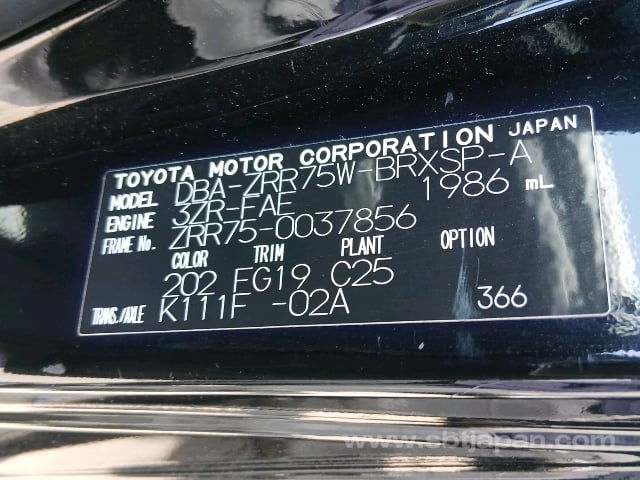 TOYOTA MOTOR CORPORATION JAPAN
MODEL DBA-ZRR75W-BRXSP-A
ENGINE 3ZR-FAE 1986 mL
FRAME No. ZRR75-0037856
COLOR TRIM PLANT OPTION
202 FG19 C25
TRANS./AXLE K111F -02A 366
www.sbtjapan.com